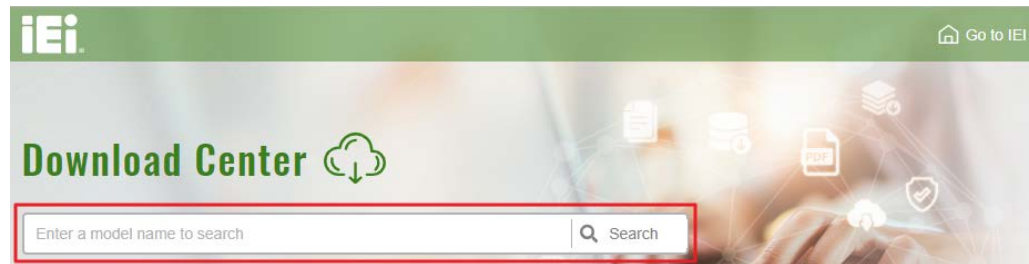 iEi.
Go to IEI
PDF
Download Center
Enter a model name to search
Search